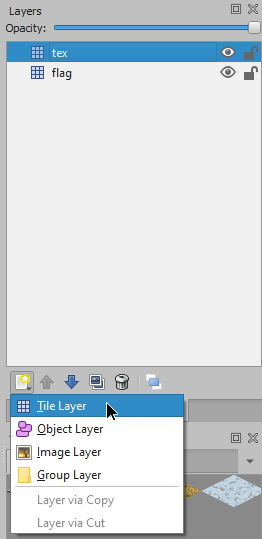 Layers
Opacity:
tex
flag
Tile Layer
Object Layer
Image Layer
Group Layer
Layer via Copy
Layer via Cut